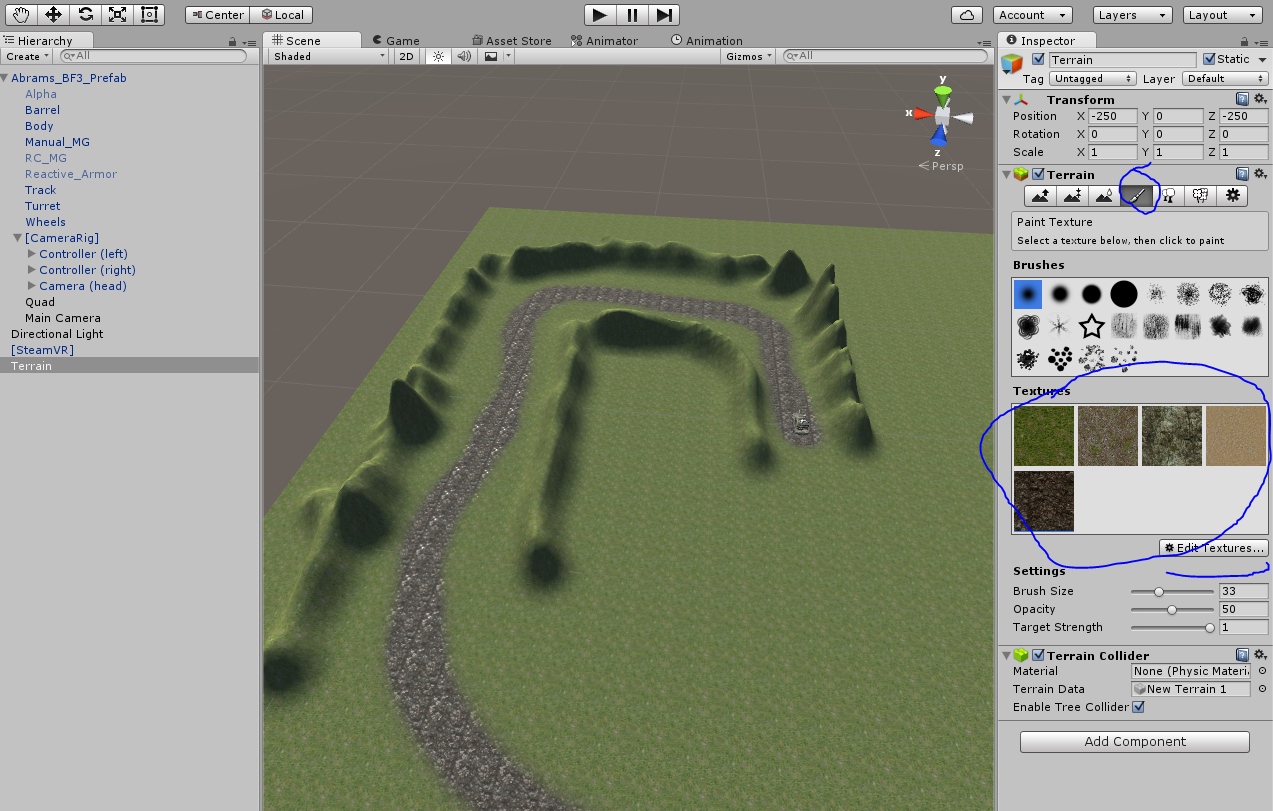 Center Local Account Layers Layout
Hierarchy
Create All
Abrams_BF3_Prefab
Alpha
Barrel
Body
Manual_MG
RC_MG
Reactive_Armor
Track
Turret
Wheels
[CameraRig]
Controller (left)
Controller (right)
Camera (head)
Quad
Main Camera
Directional Light
[SteamVR]
Terrain
Scene Game Asset Store Animator Animation
Shaded 2D Gizmos All
y
x
z
Persp
Inspector
Terrain Static
Tag Untagged Layer Default
Transform
Position X -250 Y 0 Z -250
Rotation X 0 Y 0 Z 0
Scale X 1 Y 1 Z 1
Terrain
Paint Texture
Select a texture below, then click to paint
Brushes
Textures
Edit Textures...
Settings
Brush Size 33
Opacity 50
Target Strength 1
Terrain Collider
Material None (Physic Materi
Terrain Data New Terrain 1
Enable Tree Collider
Add Component